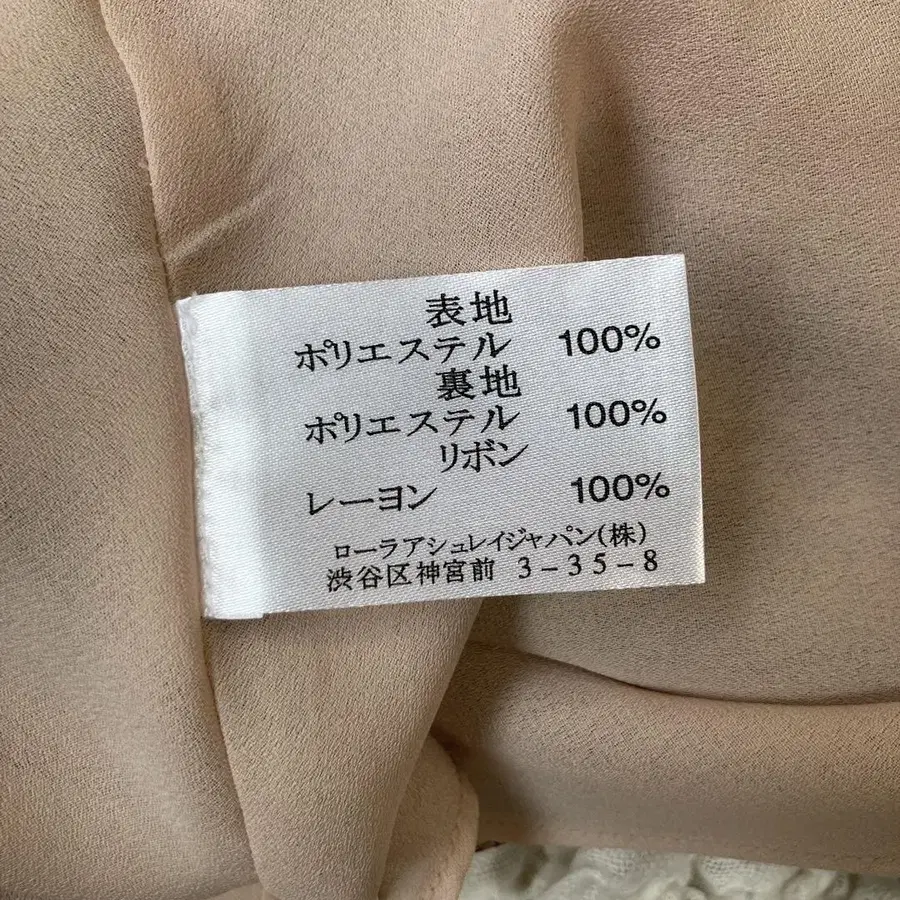 表地
ポリエステル 100%
裏地
ポリエステル 100%
リボン
レーヨン 100%
ローラアシュレイジャパン(株)
渋谷区神宮前 3-35-8